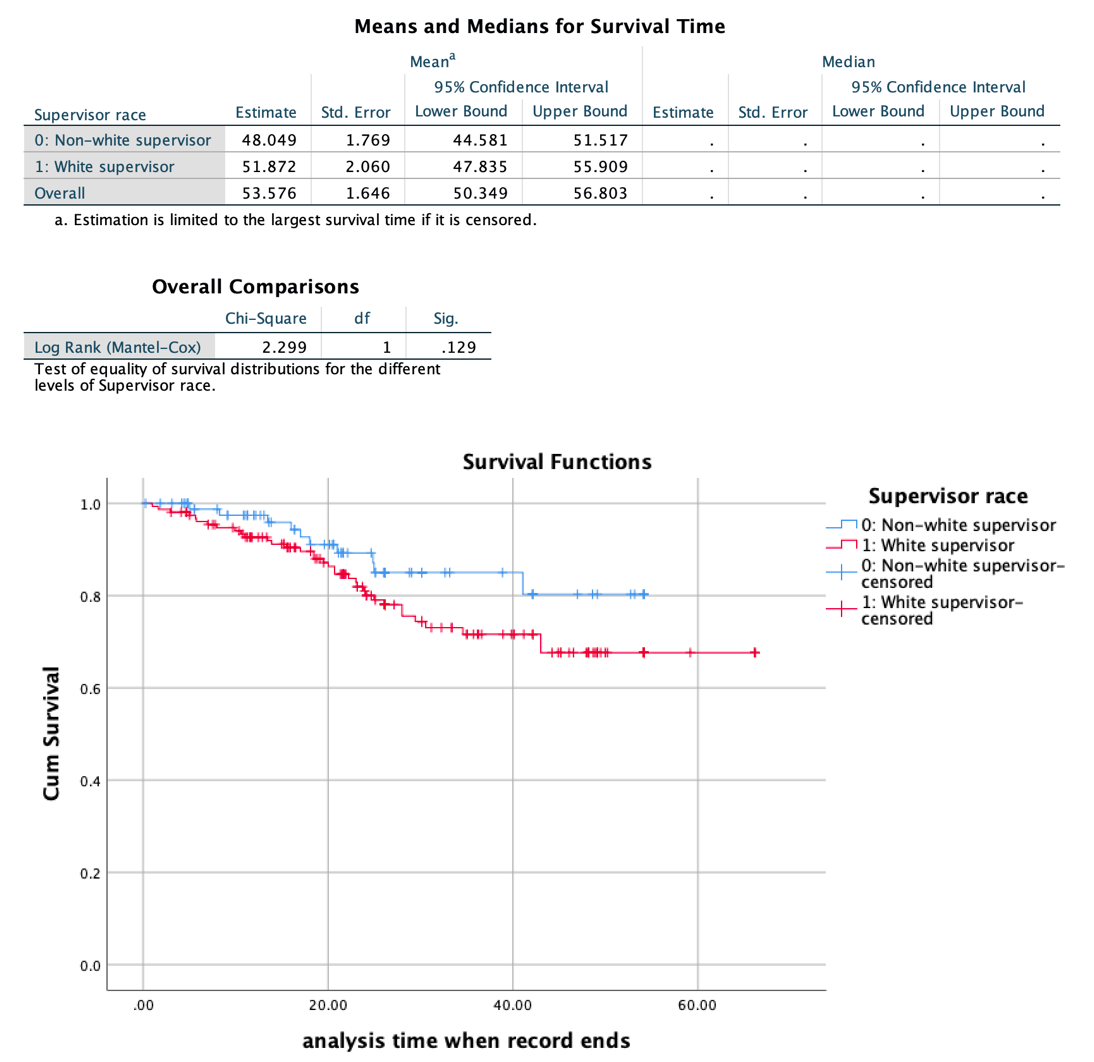 Means and Medians for Survival Time
Meanᵃ Median
95% Confidence Interval 95% Confidence Interval
Supervisor race Estimate Std. Error Lower Bound Upper Bound Estimate Std. Error Lower Bound Upper Bound
0: Non-white supervisor 48.049 1.769 44.581 51.517 . . . .
1: White supervisor 51.872 2.060 47.835 55.909 . . . .
Overall 53.576 1.646 50.349 56.803 . . . .
a. Estimation is limited to the largest survival time if it is censored.
Overall Comparisons
Chi-Square df Sig.
Log Rank (Mantel-Cox) 2.299 1 .129
Test of equality of survival distributions for the different
levels of Supervisor race.
Survival Functions
Cum Survival
1.0
0.8
0.6
0.4
0.2
0.0
.00 20.00 40.00 60.00
analysis time when record ends
Supervisor race
0: Non-white supervisor
1: White supervisor
0: Non-white supervisor-
censored
1: White supervisor-
censored